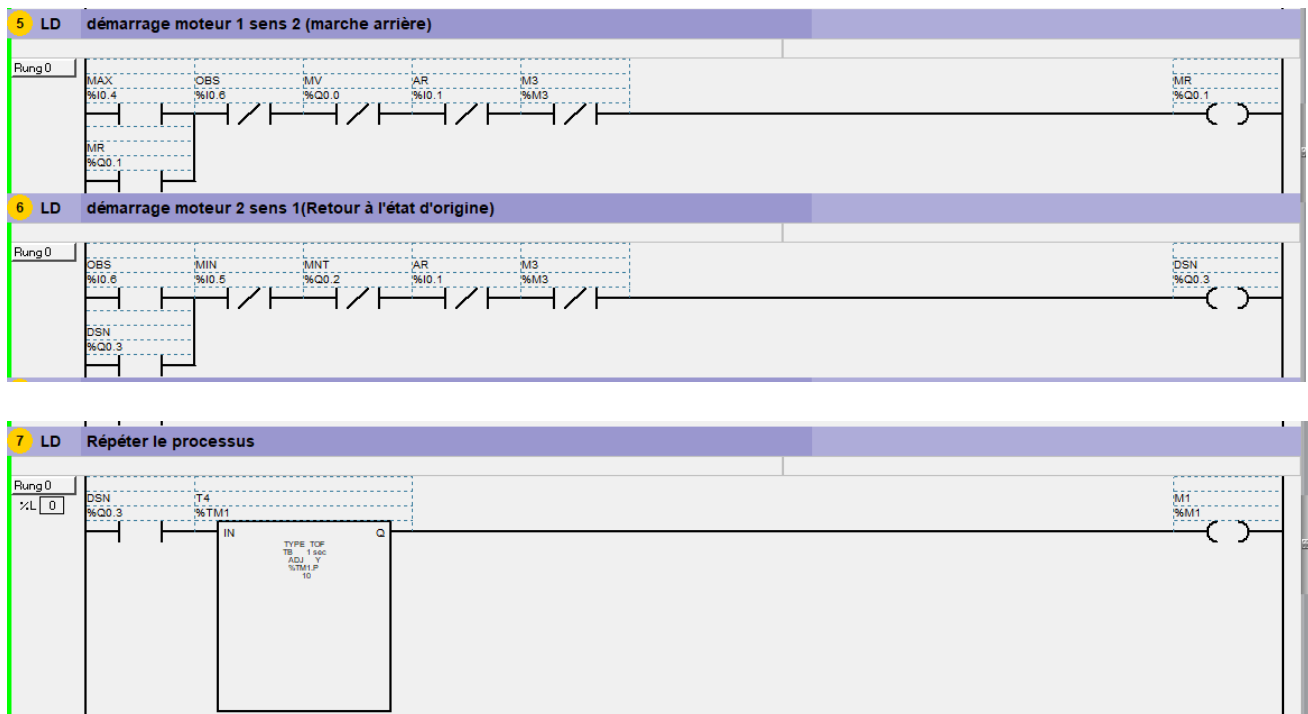 5 LD démarrage moteur 1 sens 2 (marche arrière)
Rung 0
MAX OBS MV AR M3 MR
%I0.4 %I0.6 %Q0.0 %I0.1 %M3 %Q0.1
MR
%Q0.1
6 LD démarrage moteur 2 sens 1(Retour à l'état d'origine)
Rung 0
OBS MIN MNT AR M3 DSN
%I0.6 %I0.5 %Q0.2 %I0.1 %M3 %Q0.3
DSN
%Q0.3
7 LD Répéter le processus
Rung 0
%L 0
DSN T4 M1
%Q0.3 %TM1 %M1
IN Q
TYPE TOF
TB 1 sec
ADJ Y
%TM1.P
10